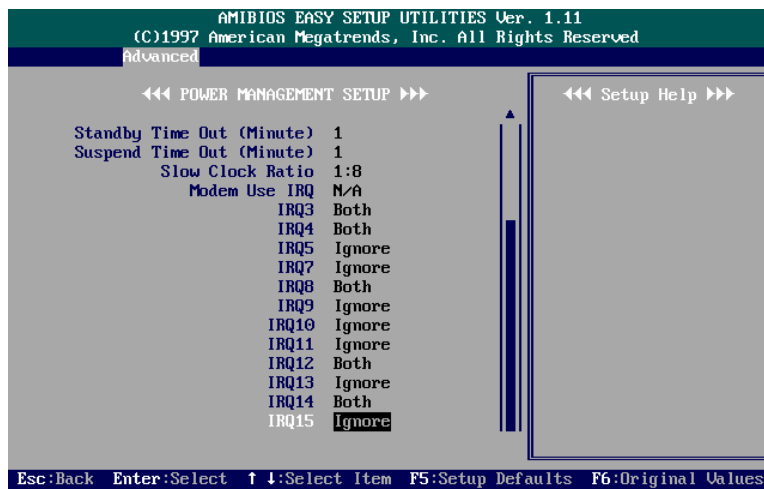 AMIBIOS EASY SETUP UTILITIES Ver. 1.11
(C)1997 American Megatrends, Inc. All Rights Reserved
Advanced
POWER MANAGEMENT SETUP
Setup Help
Standby Time Out (Minute) 1
Suspend Time Out (Minute) 1
Slow Clock Ratio 1:8
Modem Use IRQ N/A
IRQ3 Both
IRQ4 Both
IRQ5 Ignore
IRQ7 Ignore
IRQ8 Both
IRQ9 Ignore
IRQ10 Ignore
IRQ11 Ignore
IRQ12 Both
IRQ13 Ignore
IRQ14 Both
IRQ15 Ignore
Esc:Back Enter:Select ↑ ↓:Select Item F5:Setup Defaults F6:Original Values